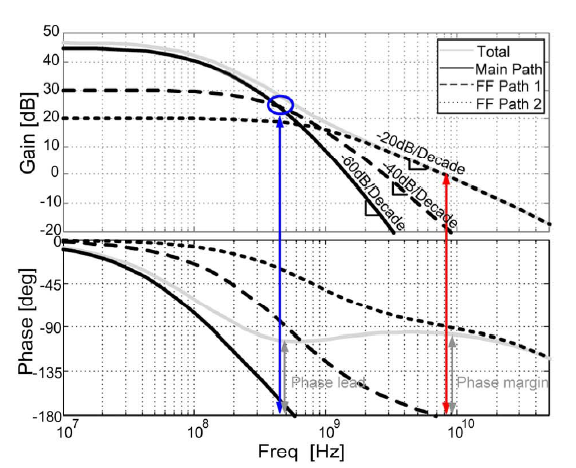 50
40
30
20
10
0
-10
-20
Gain [dB]
Total
Main Path
FF Path 1
FF Path 2
-20dB/Decade
-40dB/Decade
-60dB/Decade
0
-45
-90
-135
-180
Phase [deg]
Phase lead
Phase margin
10^7
10^8
10^9
10^10
Freq [Hz]